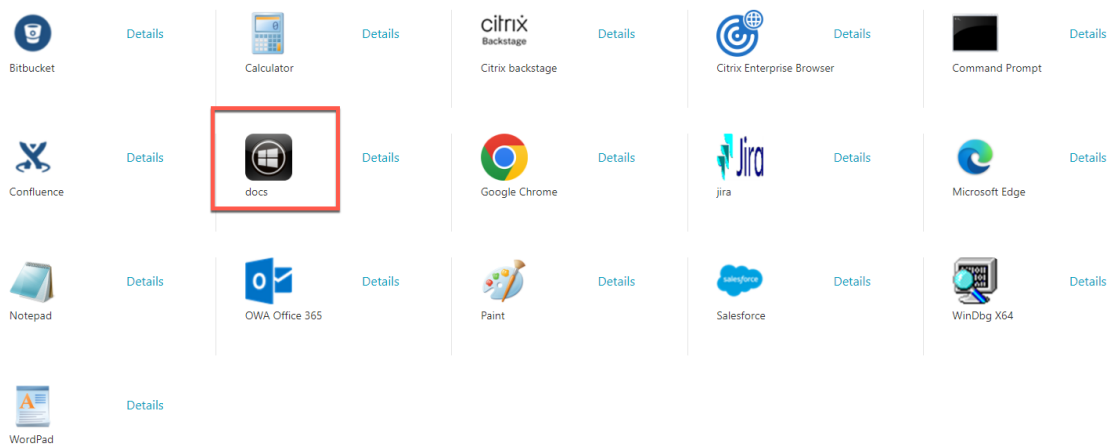 Details
Details
citrix
Backstage
Details
Details
Details
Bitbucket
Calculator
Citrix backstage
Citrix Enterprise Browser
Command Prompt
Details
Details
Details
Jira
Details
Details
Confluence
docs
Google Chrome
jira
Microsoft Edge
Details
Details
Details
salesforce
Details
Details
Notepad
OWA Office 365
Paint
Salesforce
WinDbg X64
Details
WordPad